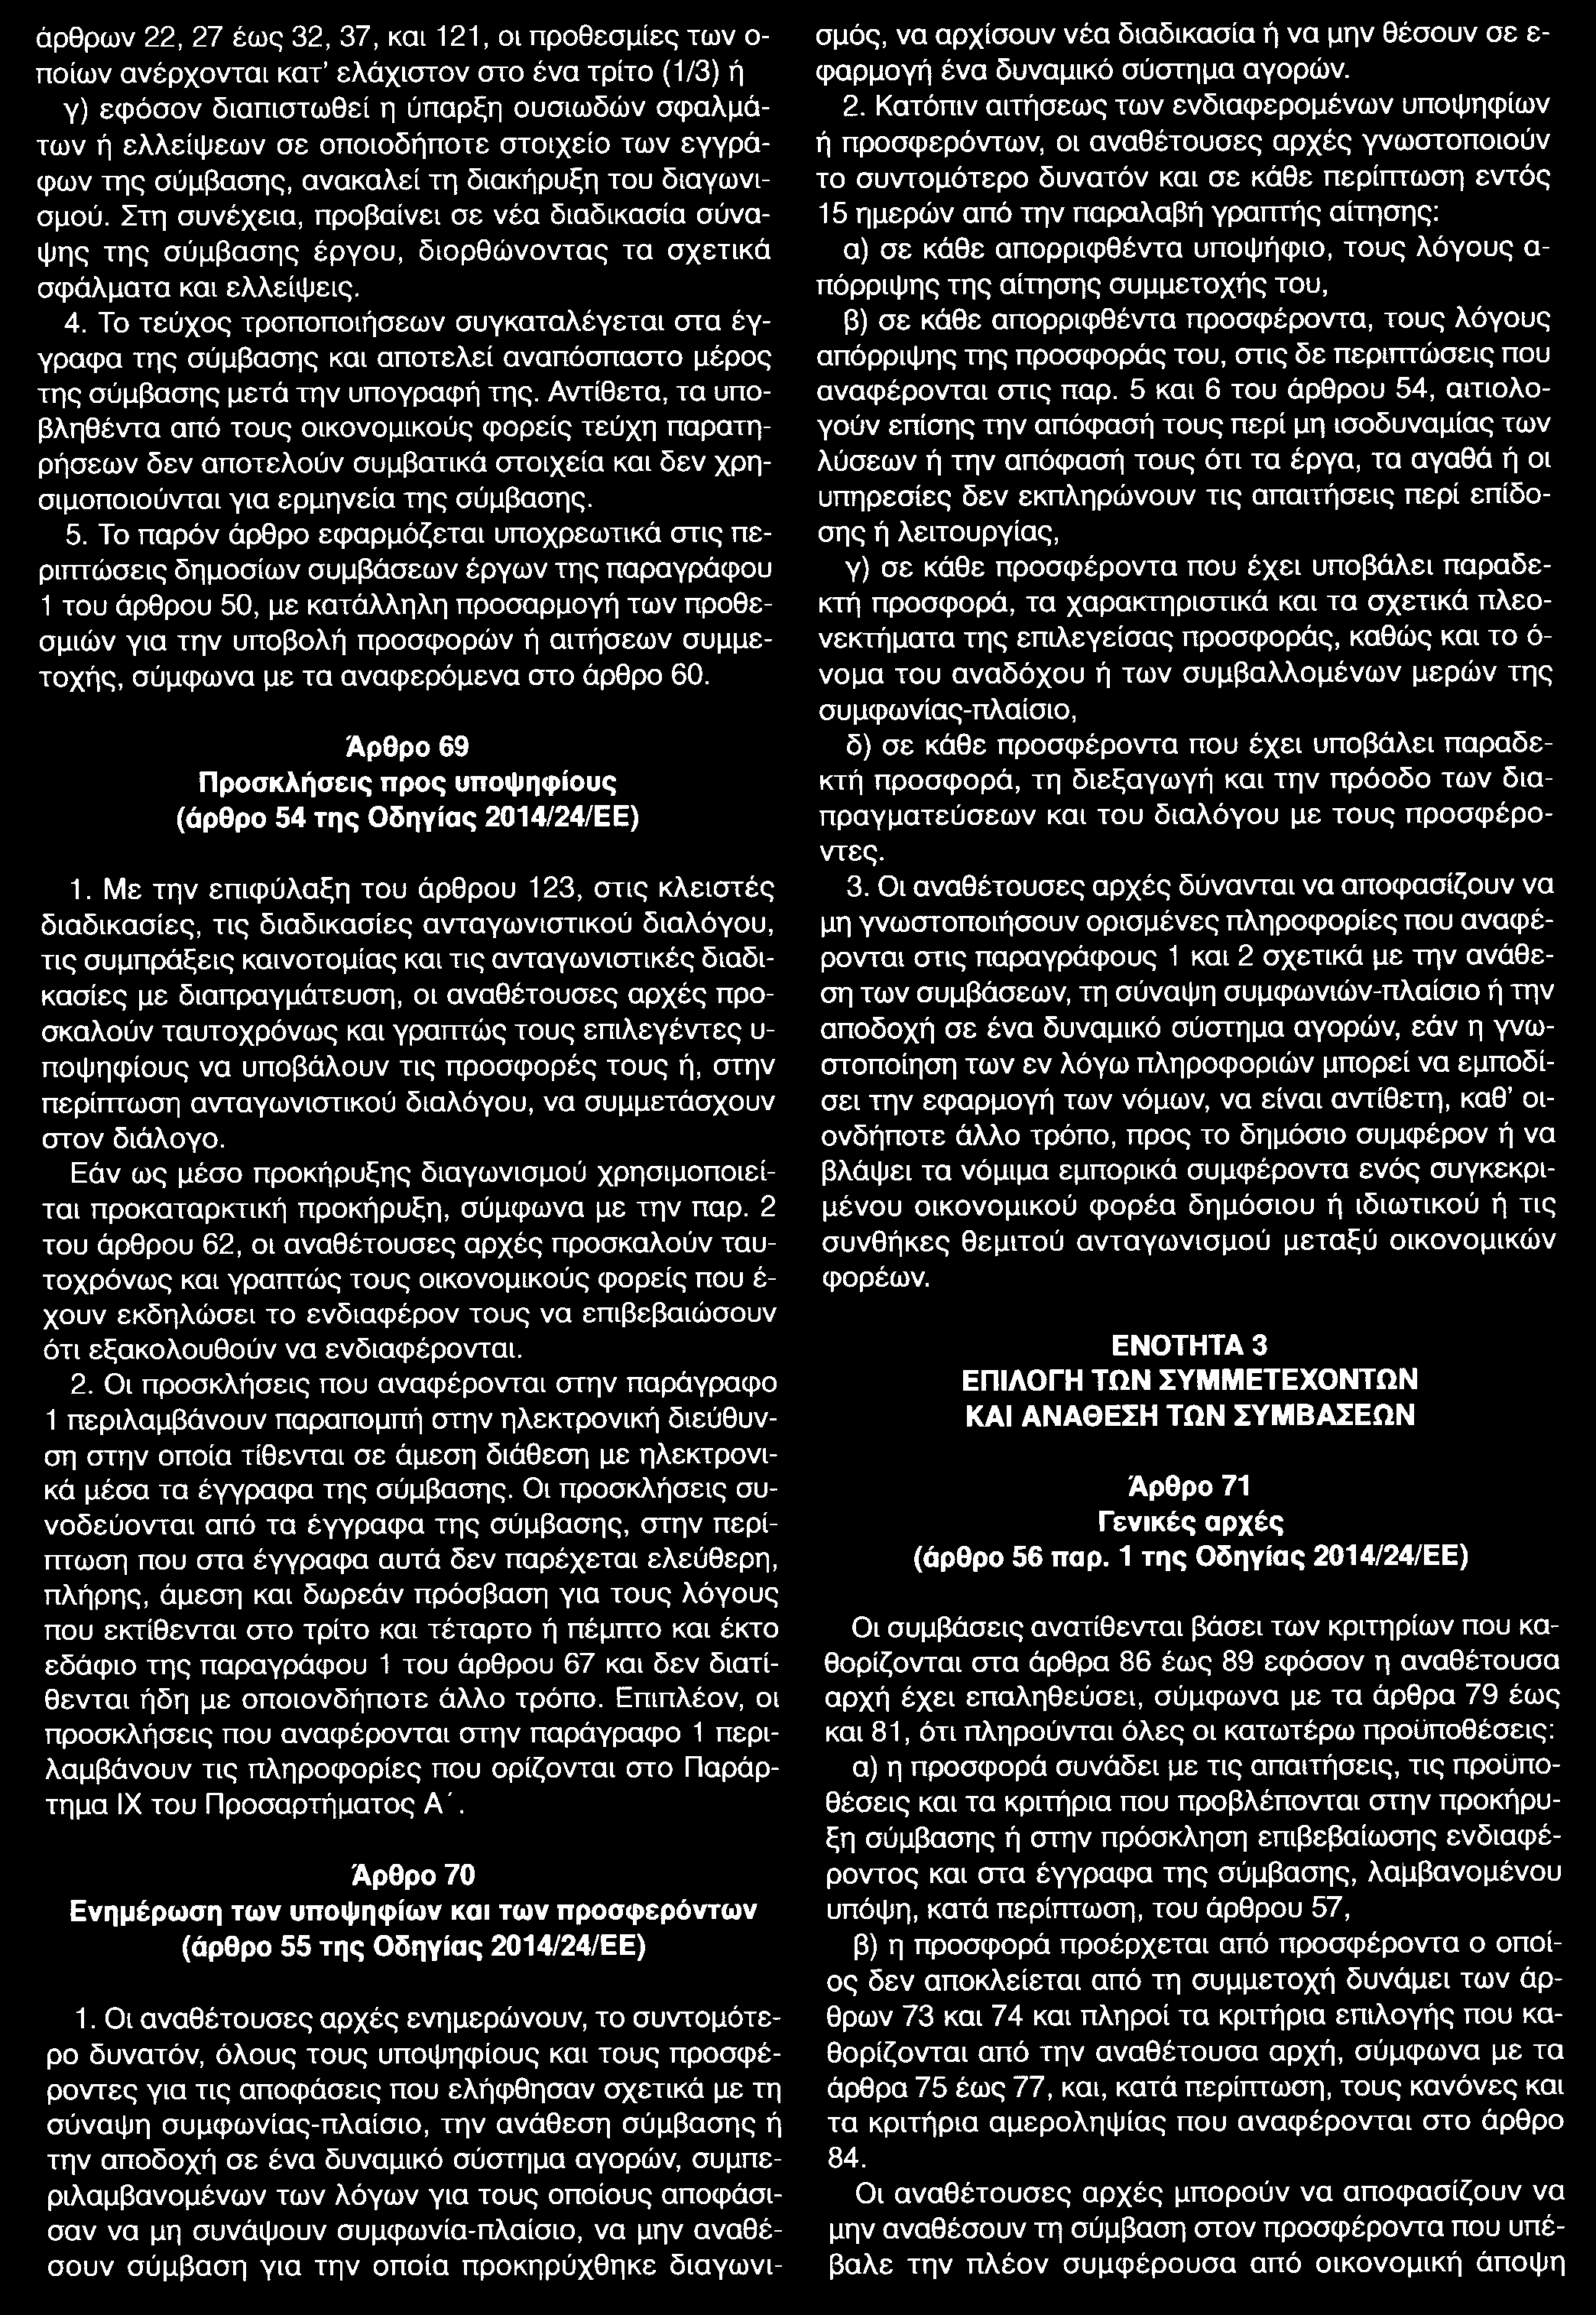 άρθρων 22, 27 έως 32, 37, και 121, οι προθεσμίες των ο-
ποίων ανέρχονται κατ’ ελάχιστον στο ένα τρίτο (1/3) ή
γ) εφόσον διαπιστωθεί η ύπαρξη ουσιωδών σφαλμά-
των ή ελλείψεων σε οποιοδήποτε στοιχείο των εγγρά-
φων της σύμβασης, ανακαλεί τη διακήρυξη του διαγωνι-
σμού. Στη συνέχεια, προβαίνει σε νέα διαδικασία σύνα-
ψης της σύμβασης έργου, διορθώνοντας τα σχετικά
σφάλματα και ελλείψεις.
4. Το τεύχος τροποποιήσεων συγκαταλέγεται στα έγ-
γραφα της σύμβασης και αποτελεί αναπόσπαστο μέρος
της σύμβασης μετά την υπογραφή της. Αντίθετα, τα υπο-
βληθέντα από τους οικονομικούς φορείς τεύχη παρατη-
ρήσεων δεν αποτελούν συμβατικά στοιχεία και δεν χρη-
σιμοποιούνται για ερμηνεία της σύμβασης.
5. Το παρόν άρθρο εφαρμόζεται υποχρεωτικά στις πε-
ριπτώσεις δημοσίων συμβάσεων έργων της παραγράφου
1 του άρθρου 50, με κατάλληλη προσαρμογή των προθε-
σμιών για την υποβολή προσφορών ή αιτήσεων συμμε-
τοχής, σύμφωνα με τα αναφερόμενα στο άρθρο 60.
Άρθρο 69
Προσκλήσεις προς υποψηφίους
(άρθρο 54 της Οδηγίας 2014/24/ΕΕ)
1. Με την επιφύλαξη του άρθρου 123, στις κλειστές
διαδικασίες, τις διαδικασίες ανταγωνιστικού διαλόγου,
τις συμπράξεις καινοτομίας και τις ανταγωνιστικές διαδι-
κασίες με διαπραγμάτευση, οι αναθέτουσες αρχές προ-
σκαλούν ταυτοχρόνως και γραπτώς τους επιλεγέντες υ-
ποψηφίους να υποβάλουν τις προσφορές τους ή, στην
περίπτωση ανταγωνιστικού διαλόγου, να συμμετάσχουν
στον διάλογο.
Εάν ως μέσο προκήρυξης διαγωνισμού χρησιμοποιεί-
ται προκαταρκτική προκήρυξη, σύμφωνα με την παρ. 2
του άρθρου 62, οι αναθέτουσες αρχές προσκαλούν ταυ-
τοχρόνως και γραπτώς τους οικονομικούς φορείς που έ-
χουν εκδηλώσει το ενδιαφέρον τους να επιβεβαιώσουν
ότι εξακολουθούν να ενδιαφέρονται.
2. Οι προσκλήσεις που αναφέρονται στην παράγραφο
1 περιλαμβάνουν παραπομπή στην ηλεκτρονική διεύθυν-
ση στην οποία τίθενται σε άμεση διάθεση με ηλεκτρονι-
κά μέσα τα έγγραφα της σύμβασης. Οι προσκλήσεις συ-
νοδεύονται από τα έγγραφα της σύμβασης, στην περί-
πτωση που στα έγγραφα αυτά δεν παρέχεται ελεύθερη,
πλήρης, άμεση και δωρεάν πρόσβαση για τους λόγους
που εκτίθενται στο τρίτο και τέταρτο ή πέμπτο και έκτο
εδάφιο της παραγράφου 1 του άρθρου 67 και δεν διατί-
θενται ήδη με οποιονδήποτε άλλο τρόπο. Επιπλέον, οι
προσκλήσεις που αναφέρονται στην παράγραφο 1 περι-
λαμβάνουν τις πληροφορίες που ορίζονται στο Παράρ-
τημα ΙΧ του Προσαρτήματος Α΄.
Άρθρο 70
Ενημέρωση των υποψηφίων και των προσφερόντων
(άρθρο 55 της Οδηγίας 2014/24/ΕΕ)
1. Οι αναθέτουσες αρχές ενημερώνουν, το συντομότε-
ρο δυνατόν, όλους τους υποψηφίους και τους προσφέ-
ροντες για τις αποφάσεις που ελήφθησαν σχετικά με τη
σύναψη συμφωνίας-πλαίσιο, την ανάθεση σύμβασης ή
την αποδοχή σε ένα δυναμικό σύστημα αγορών, συμπε-
ριλαμβανομένων των λόγων για τους οποίους αποφάσι-
σαν να μη συνάψουν συμφωνία-πλαίσιο, να μην αναθέ-
σουν σύμβαση για την οποία προκηρύχθηκε διαγωνι-
σμός, να αρχίσουν νέα διαδικασία ή να μην θέσουν σε ε-
φαρμογή ένα δυναμικό σύστημα αγορών.
2. Κατόπιν αιτήσεως των ενδιαφερομένων υποψηφίων
ή προσφερόντων, οι αναθέτουσες αρχές γνωστοποιούν
το συντομότερο δυνατόν και σε κάθε περίπτωση εντός
15 ημερών από την παραλαβή γραπτής αίτησης:
α) σε κάθε απορριφθέντα υποψήφιο, τους λόγους α-
πόρριψης της αίτησης συμμετοχής του,
β) σε κάθε απορριφθέντα προσφέροντα, τους λόγους
απόρριψης της προσφοράς του, στις δε περιπτώσεις που
αναφέρονται στις παρ. 5 και 6 του άρθρου 54, αιτιολο-
γούν επίσης την απόφασή τους περί μη ισοδυναμίας των
λύσεων ή την απόφασή τους ότι τα έργα, τα αγαθά ή οι
υπηρεσίες δεν εκπληρώνουν τις απαιτήσεις περί επίδο-
σης ή λειτουργίας,
γ) σε κάθε προσφέροντα που έχει υποβάλει παραδε-
κτή προσφορά, τα χαρακτηριστικά και τα σχετικά πλεο-
νεκτήματα της επιλεγείσας προσφοράς, καθώς και το ό-
νομα του αναδόχου ή των συμβαλλομένων μερών της
συμφωνίας-πλαίσιο,
δ) σε κάθε προσφέροντα που έχει υποβάλει παραδε-
κτή προσφορά, τη διεξαγωγή και την πρόοδο των δια-
πραγματεύσεων και του διαλόγου με τους προσφέρο-
ντες.
3. Οι αναθέτουσες αρχές δύνανται να αποφασίζουν να
μη γνωστοποιήσουν ορισμένες πληροφορίες που αναφέ-
ρονται στις παραγράφους 1 και 2 σχετικά με την ανάθε-
ση των συμβάσεων, τη σύναψη συμφωνιών-πλαίσιο ή την
αποδοχή σε ένα δυναμικό σύστημα αγορών, εάν η γνω-
στοποίηση των εν λόγω πληροφοριών μπορεί να εμποδί-
σει την εφαρμογή των νόμων, να είναι αντίθετη, καθ’ οι-
ονδήποτε άλλο τρόπο, προς το δημόσιο συμφέρον ή να
βλάψει τα νόμιμα εμπορικά συμφέροντα ενός συγκεκρι-
μένου οικονομικού φορέα δημόσιου ή ιδιωτικού ή τις
συνθήκες θεμιτού ανταγωνισμού μεταξύ οικονομικών
φορέων.
ΕΝΟΤΗΤΑ 3
ΕΠΙΛΟΓΗ ΤΩΝ ΣΥΜΜΕΤΕΧΟΝΤΩΝ
ΚΑΙ ΑΝΑΘΕΣΗ ΤΩΝ ΣΥΜΒΑΣΕΩΝ
Άρθρο 71
Γενικές αρχές
(άρθρο 56 παρ. 1 της Οδηγίας 2014/24/ΕΕ)
Οι συμβάσεις ανατίθενται βάσει των κριτηρίων που κα-
θορίζονται στα άρθρα 86 έως 89 εφόσον η αναθέτουσα
αρχή έχει επαληθεύσει, σύμφωνα με τα άρθρα 79 έως
και 81, ότι πληρούνται όλες οι κατωτέρω προϋποθέσεις:
α) η προσφορά συνάδει με τις απαιτήσεις, τις προϋπο-
θέσεις και τα κριτήρια που προβλέπονται στην προκήρυ-
ξη σύμβασης ή στην πρόσκληση επιβεβαίωσης ενδιαφέ-
ροντος και στα έγγραφα της σύμβασης, λαμβανομένου
υπόψη, κατά περίπτωση, του άρθρου 57,
β) η προσφορά προέρχεται από προσφέροντα ο οποί-
ος δεν αποκλείεται από τη συμμετοχή δυνάμει των άρ-
θρων 73 και 74 και πληροί τα κριτήρια επιλογής που κα-
θορίζονται από την αναθέτουσα αρχή, σύμφωνα με τα
άρθρα 75 έως 77, και, κατά περίπτωση, τους κανόνες και
τα κριτήρια αμεροληψίας που αναφέρονται στο άρθρο
84.
Οι αναθέτουσες αρχές μπορούν να αποφασίζουν να
μην αναθέσουν τη σύμβαση στον προσφέροντα που υπέ-
βαλε την πλέον συμφέρουσα από οικονομική άποψη